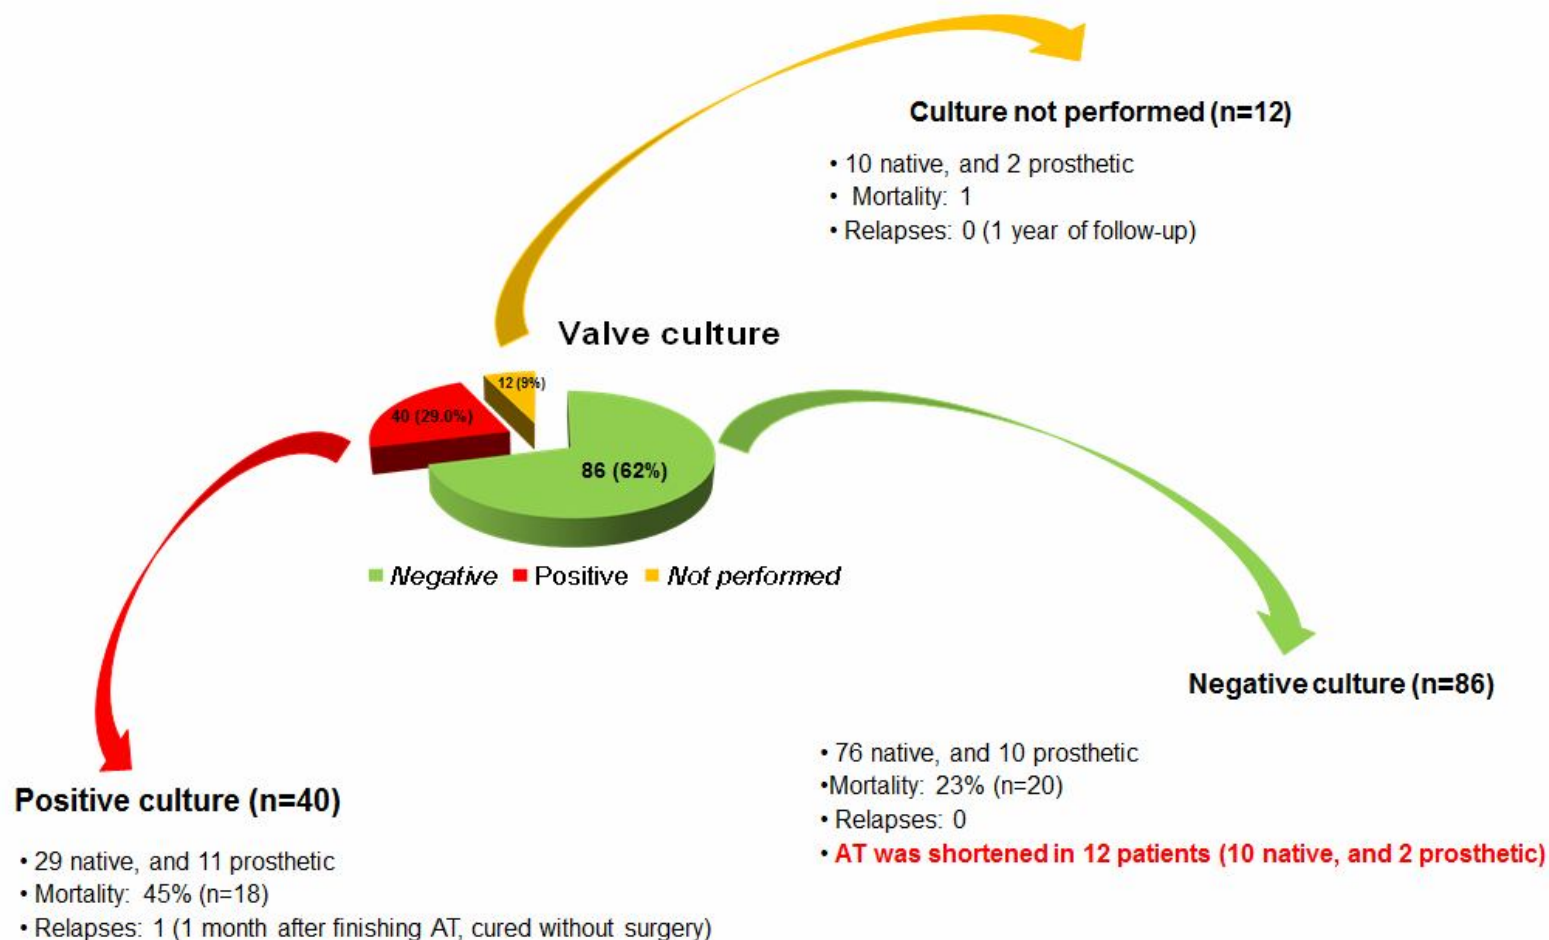 Culture not performed (n=12)
• 10 native, and 2 prosthetic
• Mortality: 1
• Relapses: 0 (1 year of follow-up)
Valve culture
12 (9%)
40 (29.0%)
86 (62%)
Negative Positive Not performed
Negative culture (n=86)
• 76 native, and 10 prosthetic
•Mortality: 23% (n=20)
• Relapses: 0
• AT was shortened in 12 patients (10 native, and 2 prosthetic)
Positive culture (n=40)
• 29 native, and 11 prosthetic
• Mortality: 45% (n=18)
• Relapses: 1 (1 month after finishing AT, cured without surgery)